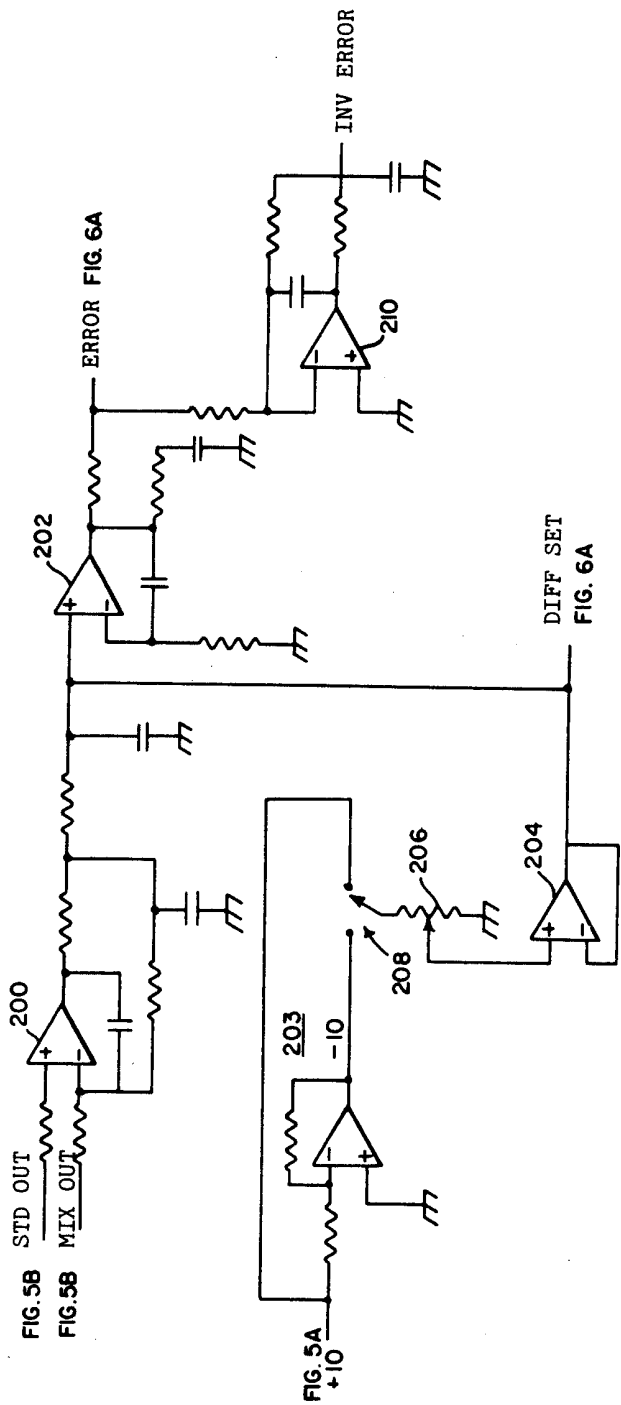 FIG. 5B STD OUT
FIG. 5B MIX OUT
200
+
−
202
+
−
ERROR FIG. 6A
INV ERROR
−
+
210
FIG. 5A
+10
−
+
203
−10
208
206
204
+
−
DIFF SET
FIG. 6A